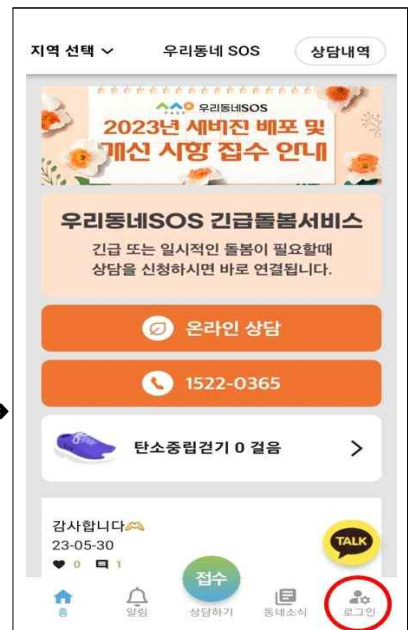 지역 선택
우리동네 SOS
상담내역
우리동네SOS
2023년 새버전 배포 및
개선 사항 접수 안내
우리동네SOS 긴급돌봄서비스
긴급 또는 일시적인 돌봄이 필요할때
상담을 신청하시면 바로 연결됩니다.
온라인 상담
1522-0365
탄소중립걷기 0 걸음
감사합니다
23-05-30
0 1
TALK
접수
홈
알림
상담하기
동네소식
로그인